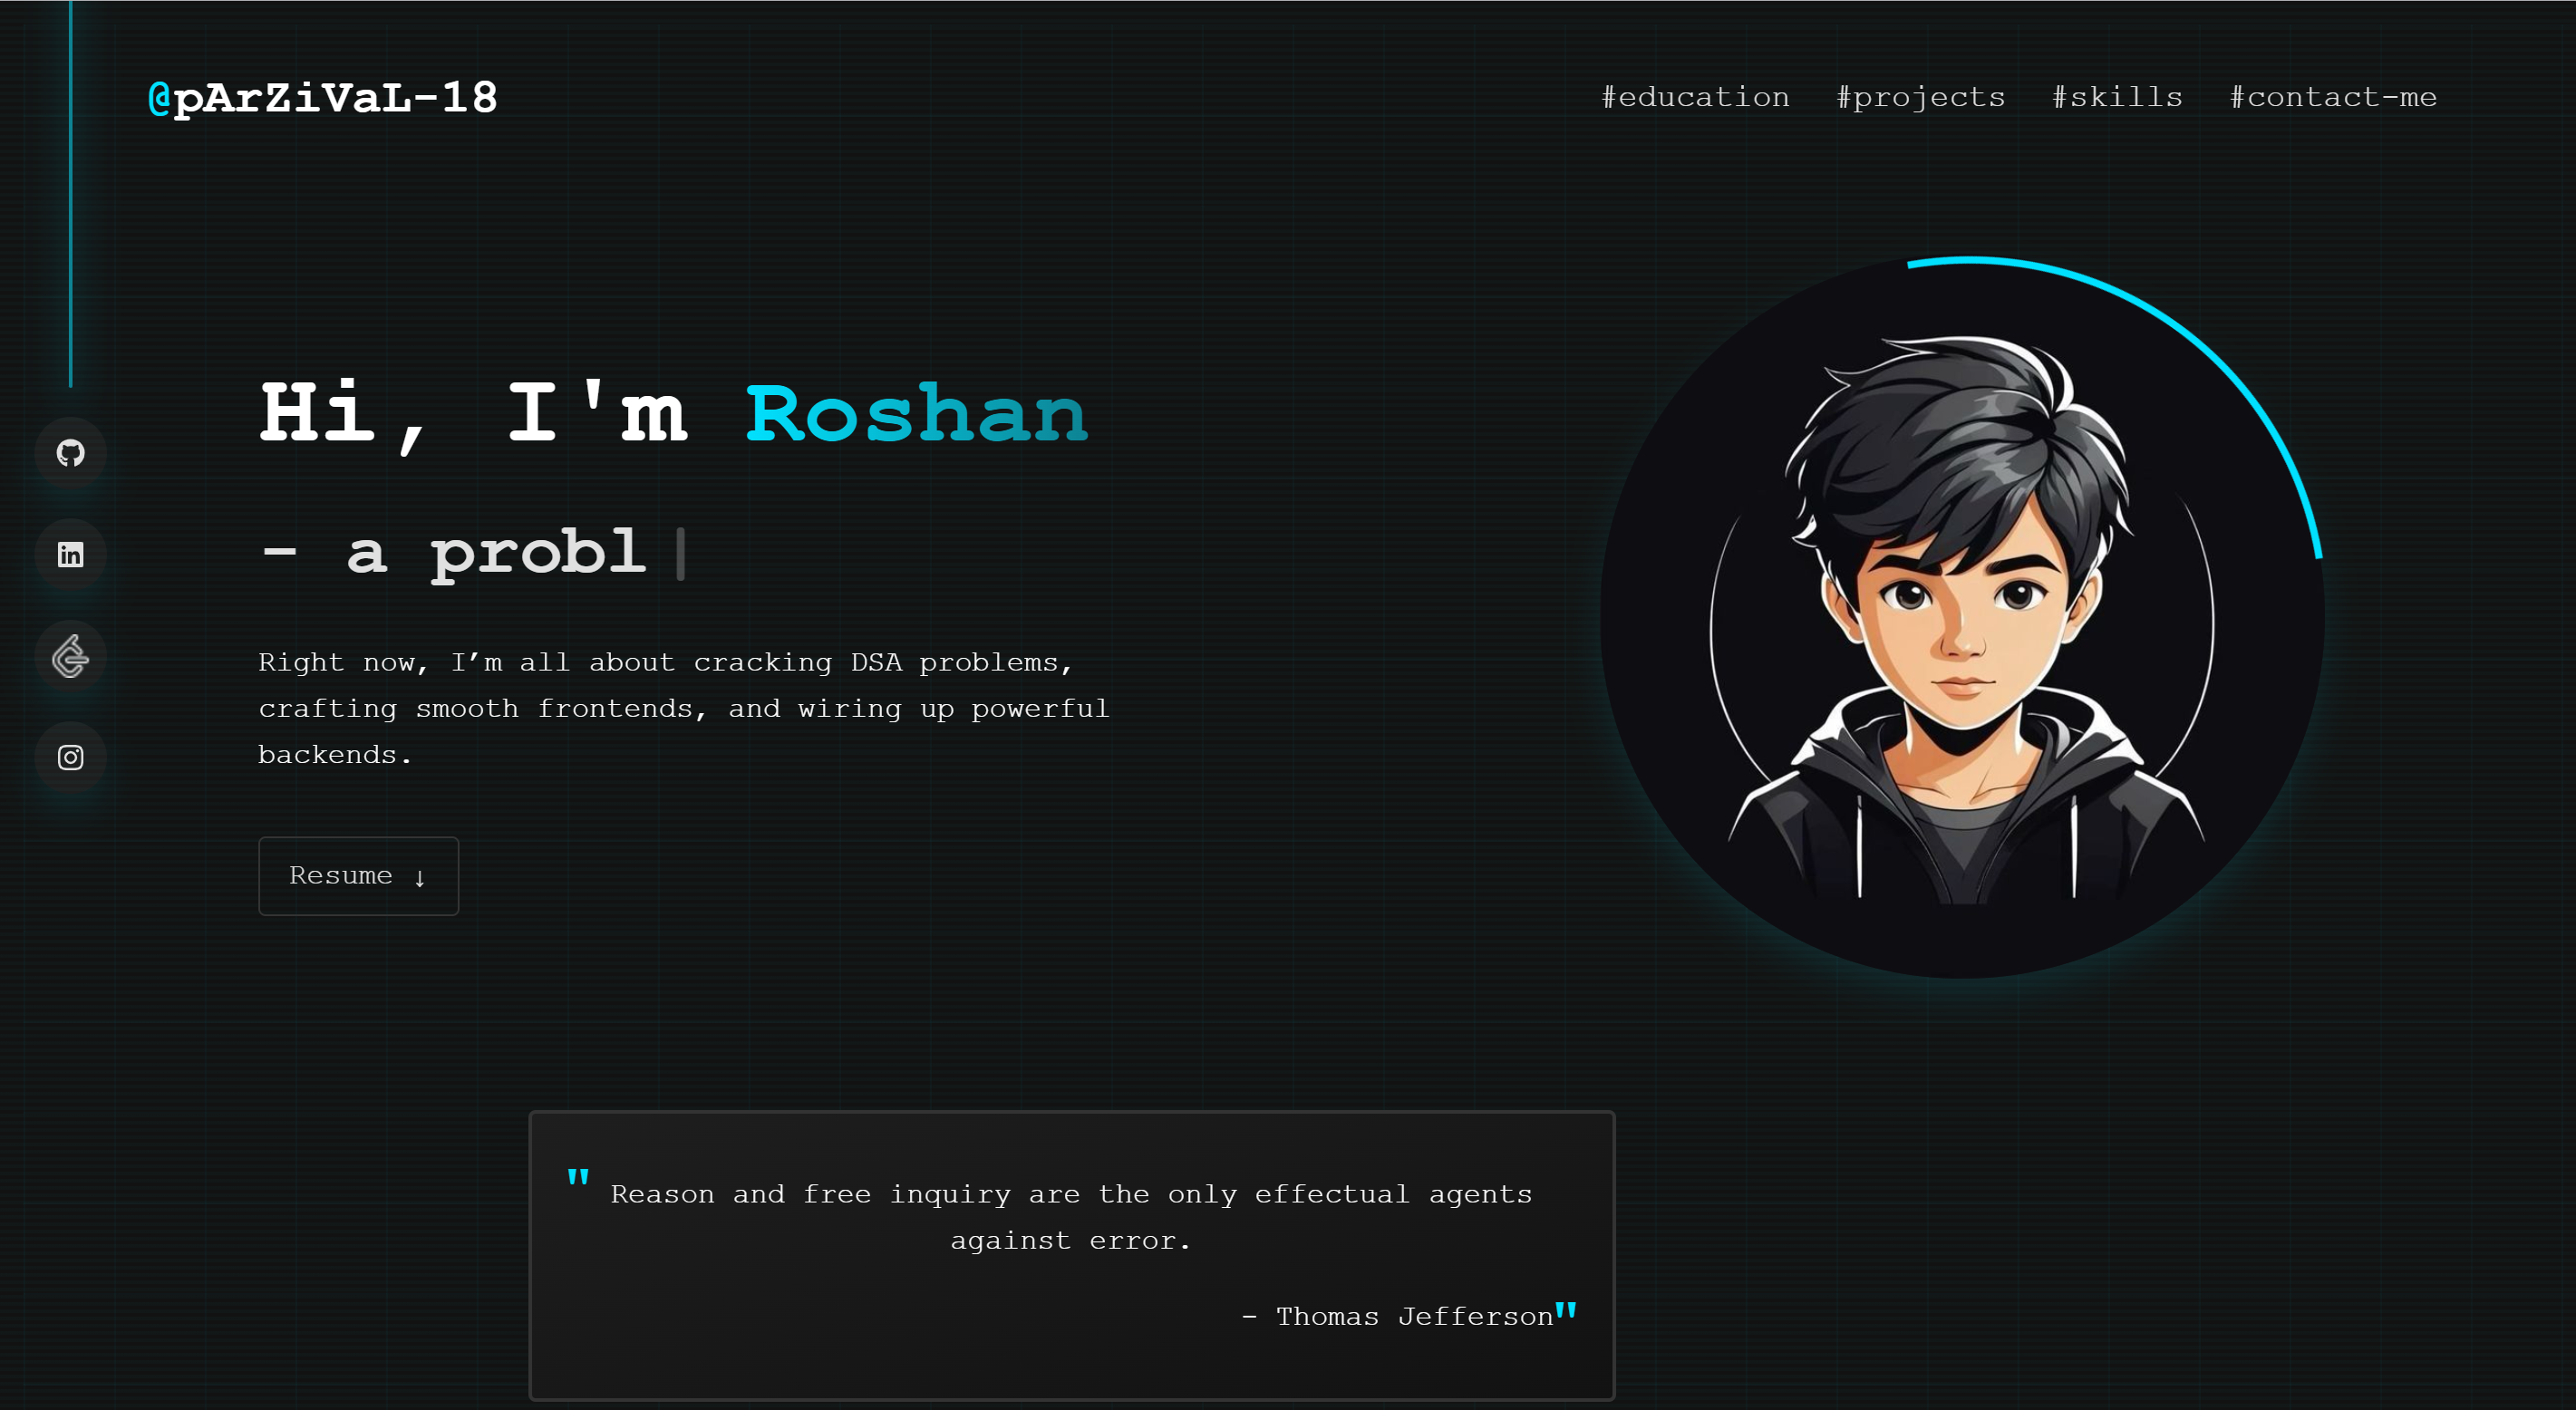 @pArZiVaL-18
#education #projects #skills #contact-me
Hi, I'm Roshan
- a probl
Right now, I’m all about cracking DSA problems,
crafting smooth frontends, and wiring up powerful
backends.
Resume ↓
" Reason and free inquiry are the only effectual agents
against error.
- Thomas Jefferson"